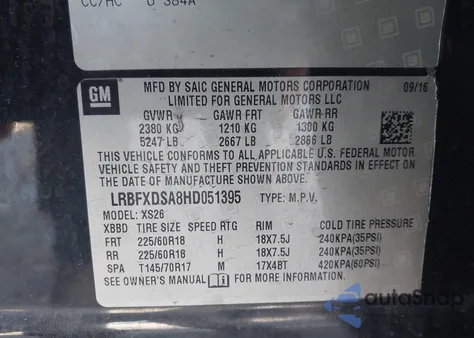 CC/HC U 384A
GM
MFD BY SAIC GENERAL MOTORS CORPORATION 09/16
LIMITED FOR GENERAL MOTORS LLC
GVWR GAWR FRT GAWR RR
2380 KG 1210 KG 1300 KG
5247 LB 2667 LB 2866 LB
THIS VEHICLE CONFORMS TO ALL APPLICABLE U.S. FEDERAL MOTOR
VEHICLE SAFETY AND THEFT PREVENTION STANDARDS IN EFFECT
ON THE DATE OF MANUFACTURE SHOWN ABOVE.
LRBFXDSA8HD051395 TYPE: M.P.V.
MODEL: XS26
XBBD TIRE SIZE SPEED RTG RIM COLD TIRE PRESSURE
FRT 225/60R18 H 18X7.5J 240KPA(35PSI)
RR 225/60R18 H 18X7.5J 240KPA(35PSI)
SPA T145/70R17 M 17X4BT 420KPA(60PSI)
SEE OWNER'S MANUAL FOR MORE INFORMATION.
autoSnap